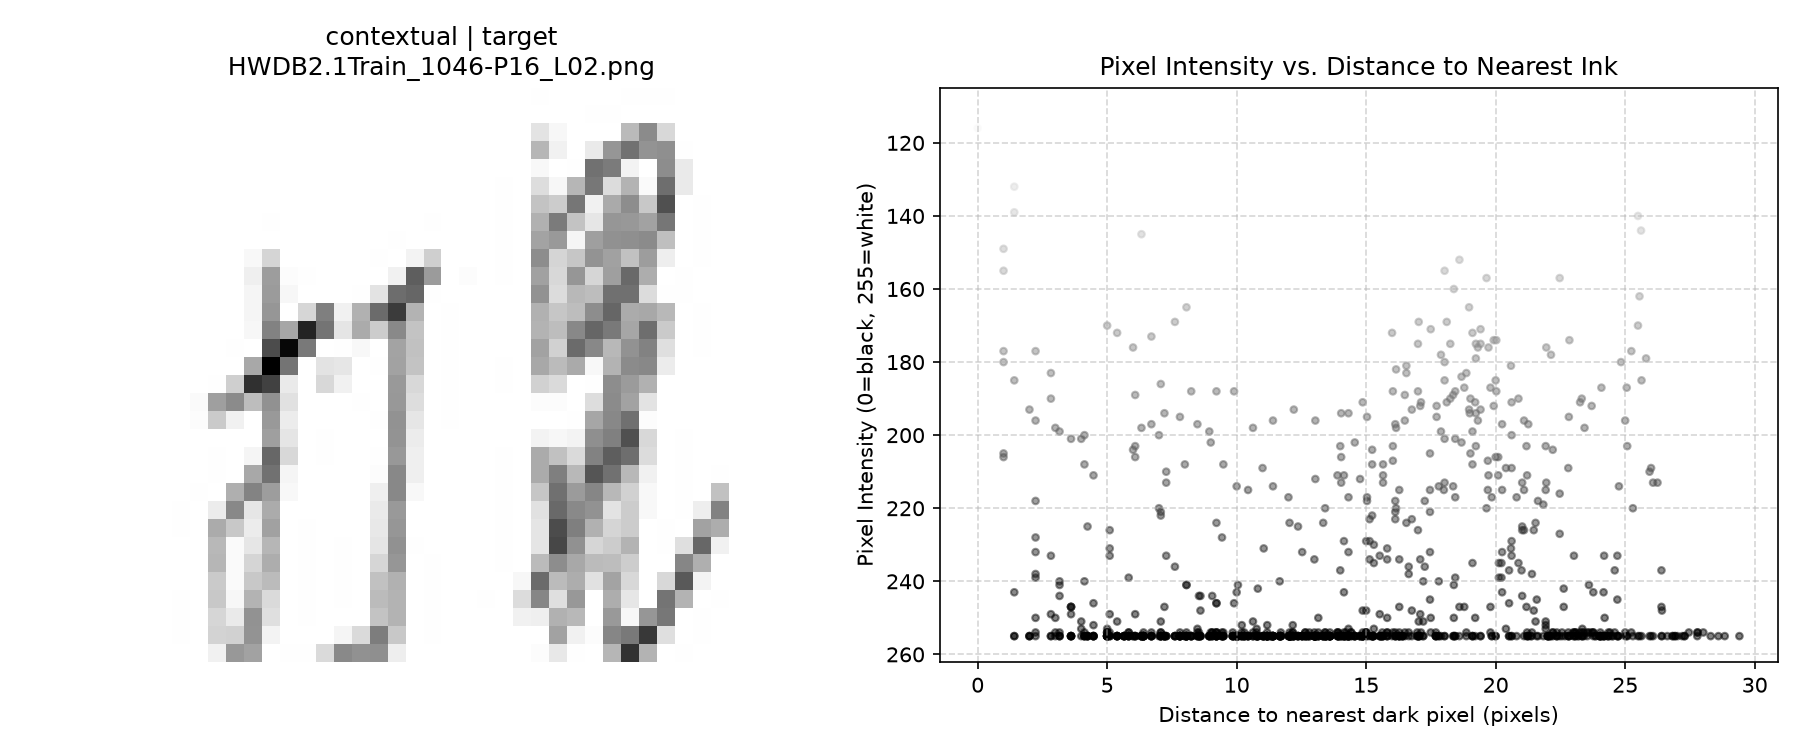 contextual | target
HWDB2.1Train_1046-P16_L02.png
Pixel Intensity vs. Distance to Nearest Ink
Pixel Intensity (0=black, 255=white)
120
140
160
180
200
220
240
260
0 5 10 15 20 25 30
Distance to nearest dark pixel (pixels)